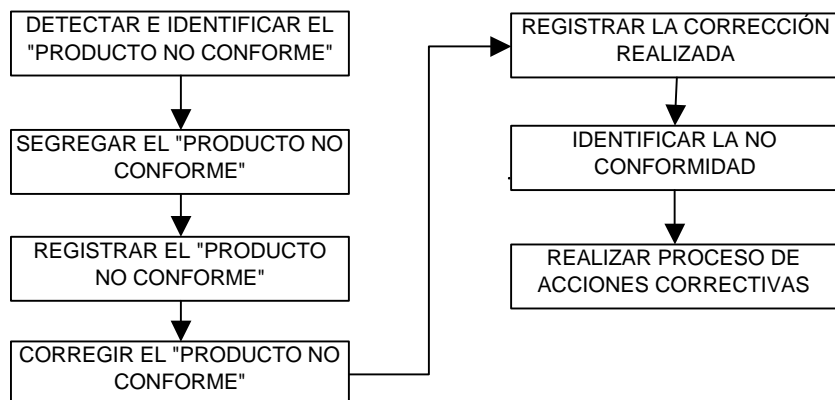 DETECTAR E IDENTIFICAR EL
"PRODUCTO NO CONFORME"
SEGREGAR EL "PRODUCTO NO
CONFORME"
REGISTRAR EL "PRODUCTO
NO CONFORME"
CORREGIR EL "PRODUCTO NO
CONFORME"
REGISTRAR LA CORRECCIÓN
REALIZADA
IDENTIFICAR LA NO
CONFORMIDAD
REALIZAR PROCESO DE
ACCIONES CORRECTIVAS